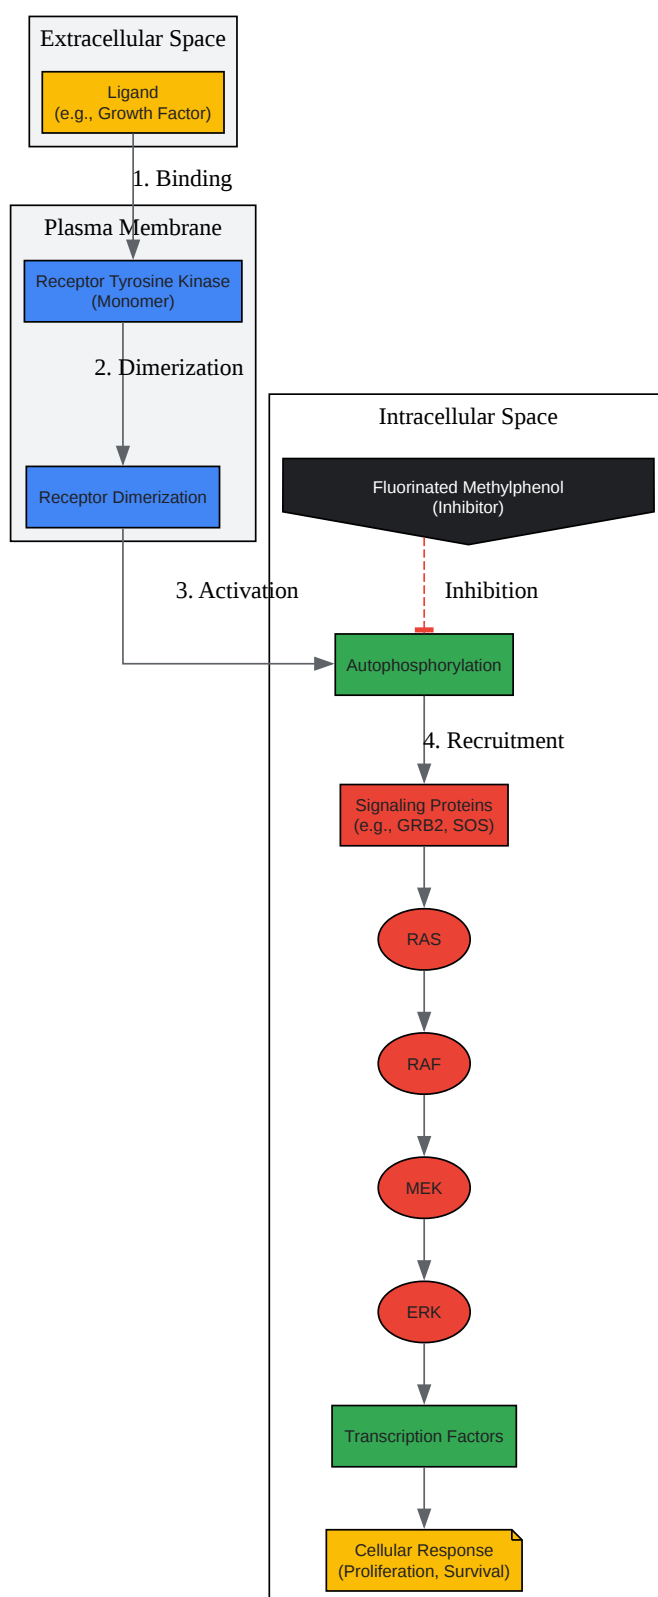 Extracellular Space
Ligand
(e.g., Growth Factor)
1. Binding
Plasma Membrane
Receptor Tyrosine Kinase
(Monomer)
2. Dimerization
Receptor Dimerization
Intracellular Space
Fluorinated Methylphenol
(Inhibitor)
3. Activation
Inhibition
Autophosphorylation
4. Recruitment
Signaling Proteins
(e.g., GRB2, SOS)
RAS
RAF
MEK
ERK
Transcription Factors
Cellular Response
(Proliferation, Survival)